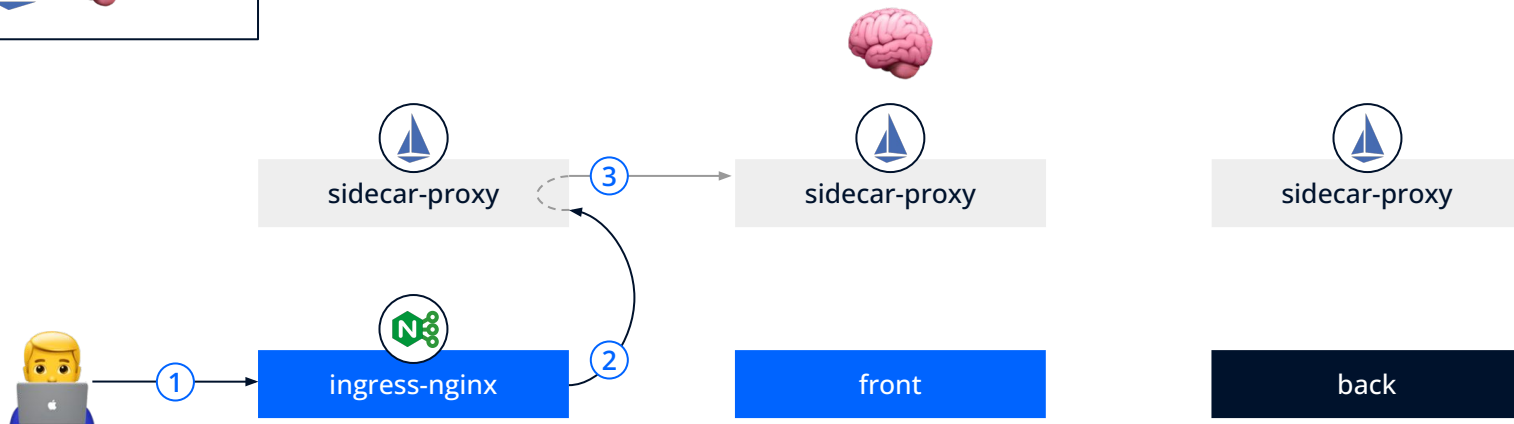 sidecar-proxy
3
sidecar-proxy
sidecar-proxy
N
1
ingress-nginx
2
front
back